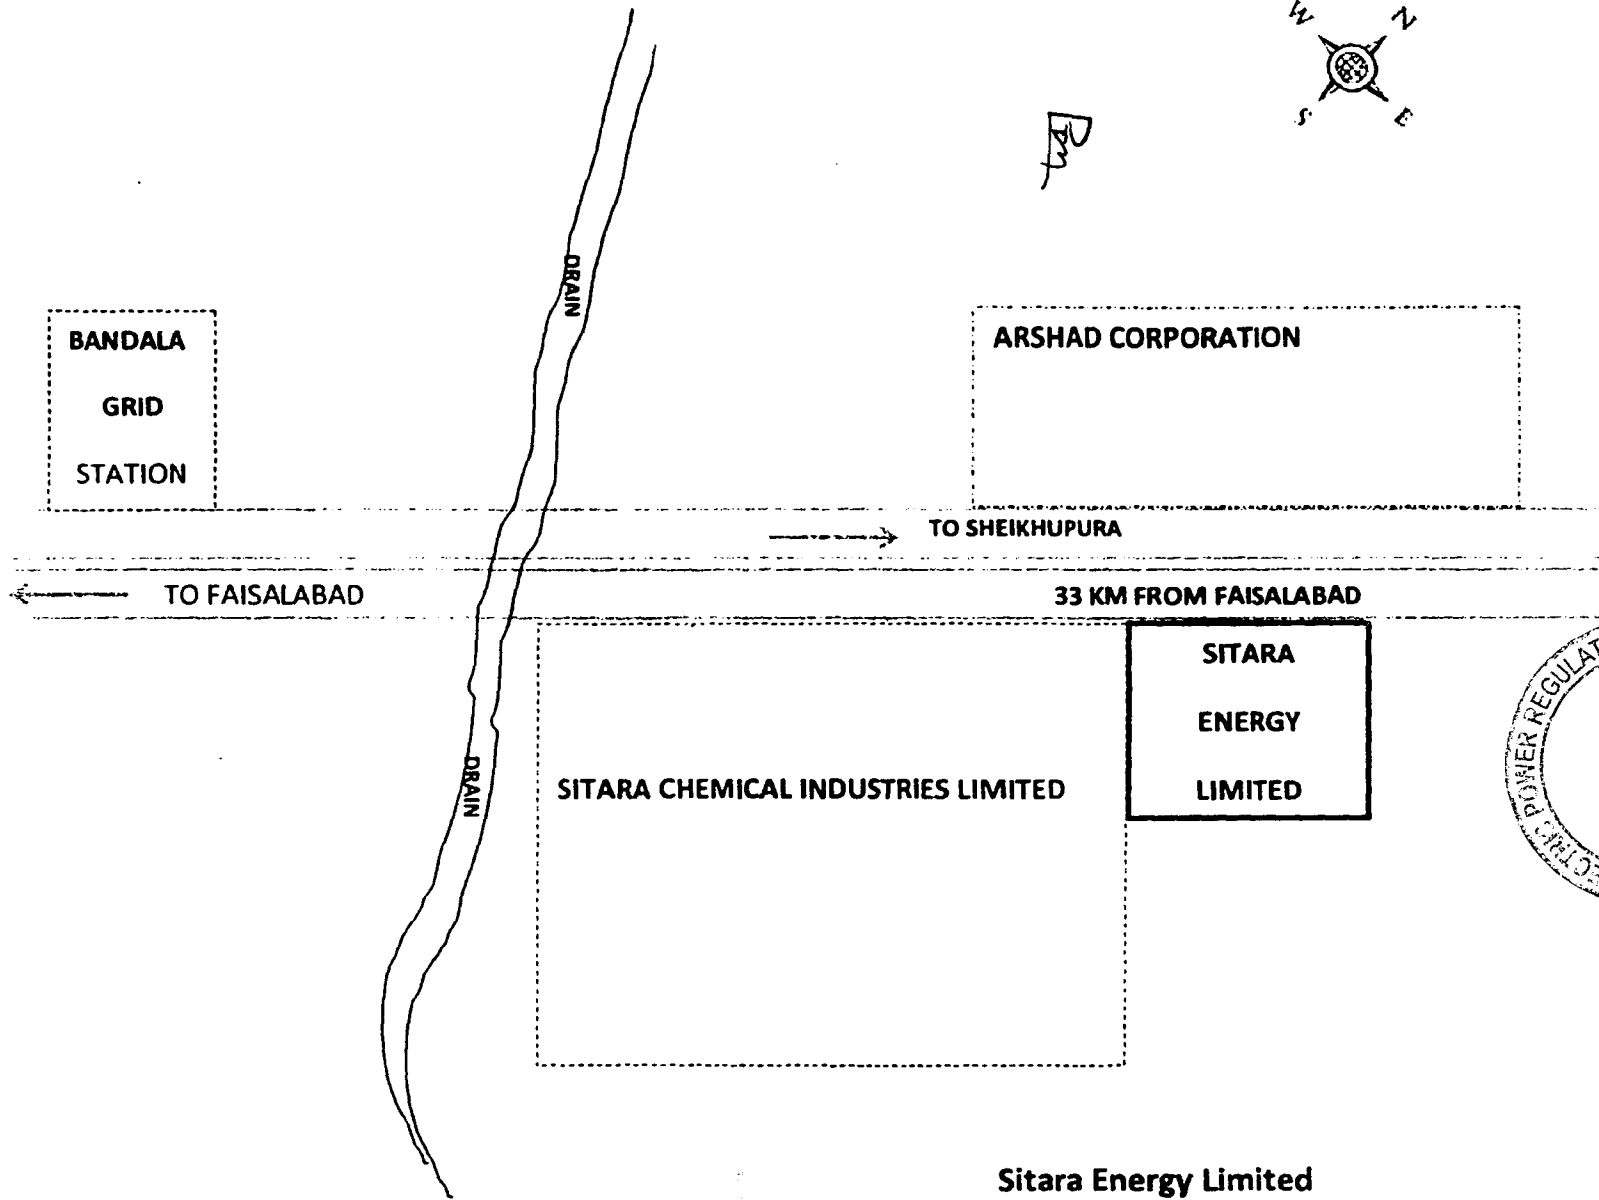 W N
S E
DRAIN
BANDALA
GRID
STATION
ARSHAD CORPORATION
TO SHEIKHUPURA
TO FAISALABAD
33 KM FROM FAISALABAD
SITARA
ENERGY
LIMITED
SITARA CHEMICAL INDUSTRIES LIMITED
DRAIN
POWER
Sitara Energy Limited